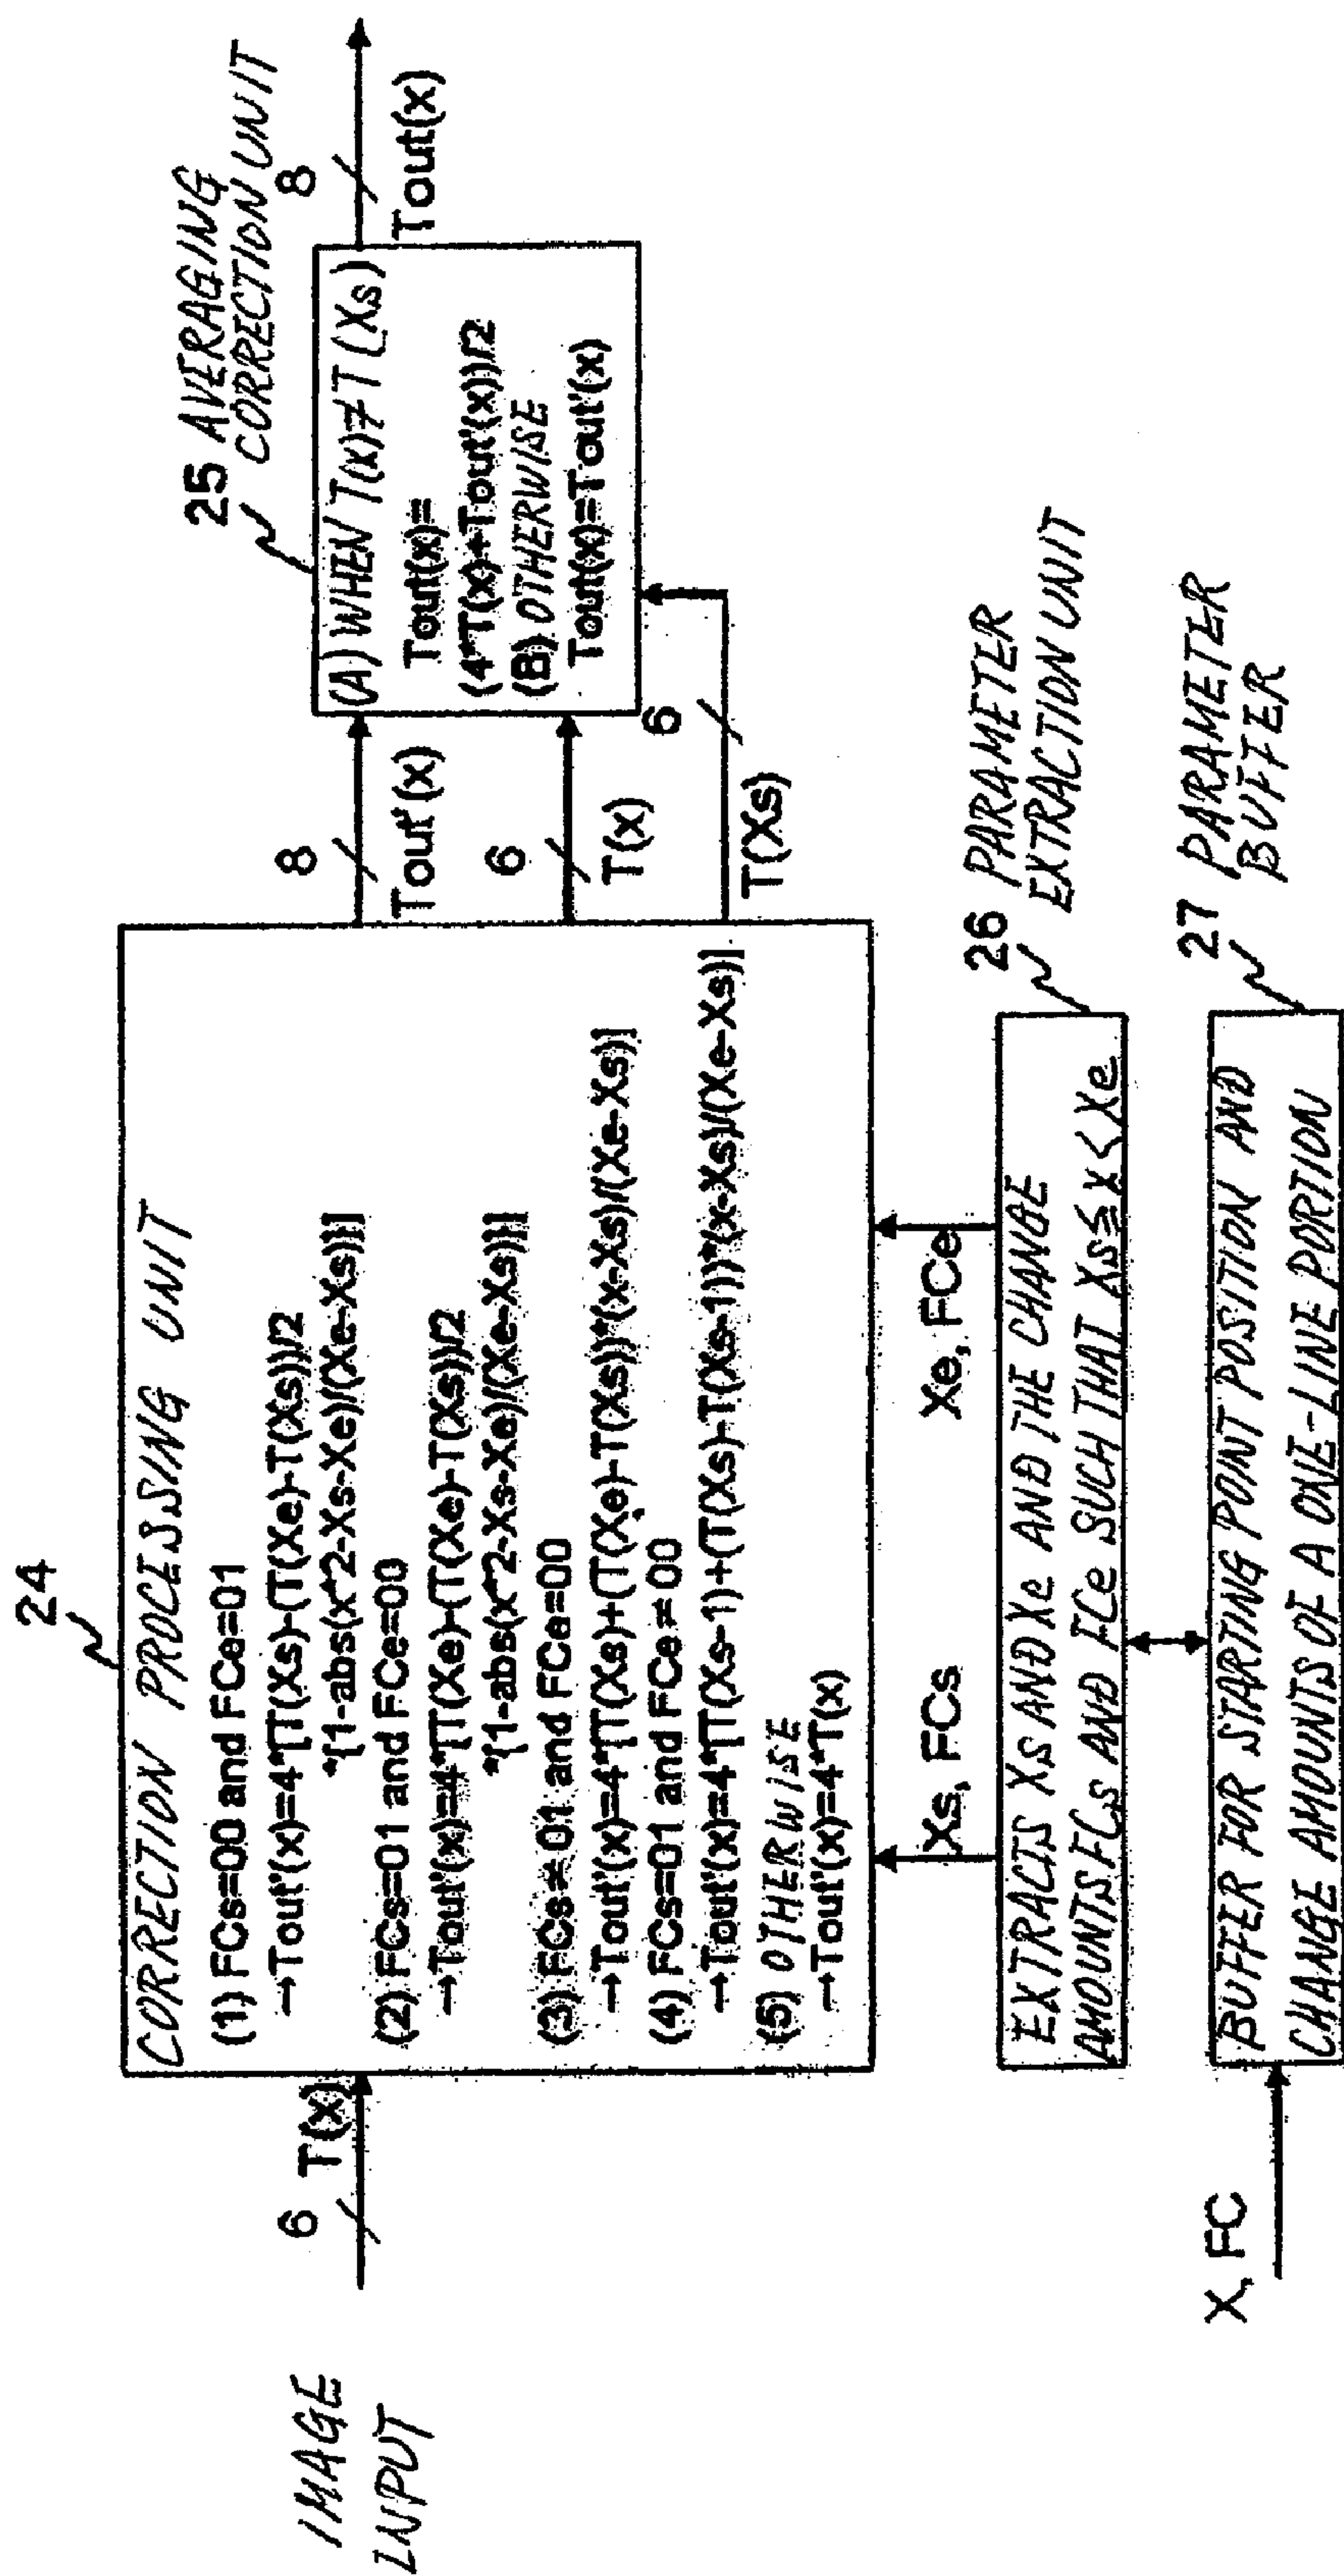 IMAGE
INPUT
6
T(x)
24
CORRECTION PROCESSING UNIT
(1) FCs=00 and FCe=01
→Tout'(x)=4*[T(Xs)-(T(Xe)-T(Xs))/2
*{1-abs(x*2-Xs-Xe)/(Xe-Xs)}]
(2) FCs=01 and FCe=00
→Tout'(x)=4*[T(Xe)-(T(Xe)-T(Xs))/2
*{1-abs(x*2-Xs-Xe)/(Xe-Xs)}]
(3) FCs≠01 and FCe=00
→Tout'(x)=4*[T(Xs)+(T(Xe)-T(Xs))*(x-Xs)/(Xe-Xs)]
(4) FCs=01 and FCe≠00
→Tout'(x)=4*[T(Xs-1)+(T(Xs)-T(Xs-1))*(x-Xs)/(Xe-Xs)]
(5) OTHERWISE
→Tout'(x)=4*T(x)
8
Tout'(x)
6
T(x)
6
T(Xs)
25 AVERAGING
CORRECTION UNIT
(A) WHEN T(x)≠T(Xs)
Tout(x)=
(4*T(x)+Tout'(x))/2
(B) OTHERWISE
Tout(x)=Tout'(x)
8
Tout(x)
Xs, FCs
Xe, FCe
26 PARAMETER
EXTRACTION UNIT
EXTRACTS Xs AND Xe AND THE CHANGE
AMOUNTS FCs AND FCe SUCH THAT Xs≦x<Xe
27 PARAMETER
BUFFER
X, FC
BUFFER FOR STARTING POINT POSITION AND
CHANGE AMOUNTS OF A ONE-LINE PORTION